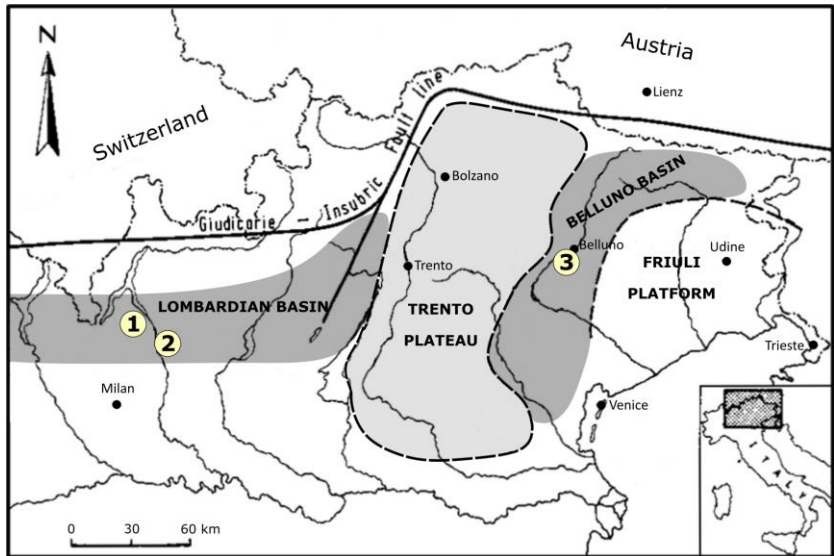 N
Austria
Lienz
Switzerland
Giudicarie - Insubric Fault line
Bolzano
BELLUNO BASIN
Belluno
3
Udine
FRIULI
PLATFORM
Trento
TRENTO
PLATEAU
LOMBARDIAN BASIN
1
2
Trieste
Milan
Venice
ITALY
0 30 60 km